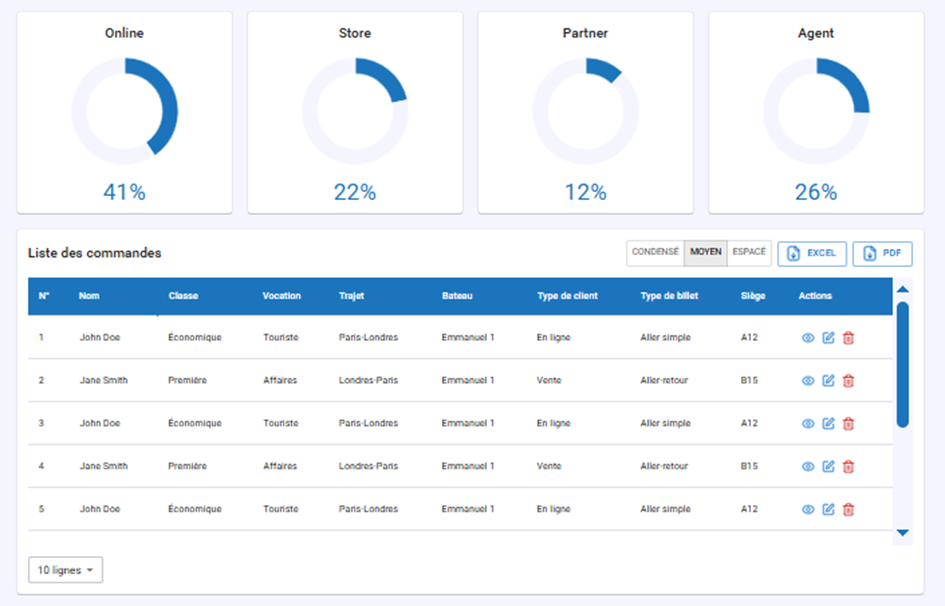 Online Store Partner Agent
41% 22% 12% 26%
Liste des commandes CONDENSÉ MOYEN ESPACÉ EXCEL PDF
N° Nom Classe Vocation Trajet Bateau Type de client Type de billet Siège Actions
1 John Doe Économique Touriste Paris-Londres Emmanuel 1 En ligne Aller simple A12
2 Jane Smith Première Affaires Londres-Paris Emmanuel 1 Vente Aller-retour B15
3 John Doe Économique Touriste Paris-Londres Emmanuel 1 En ligne Aller simple A12
4 Jane Smith Première Affaires Londres-Paris Emmanuel 1 Vente Aller-retour B15
5 John Doe Économique Touriste Paris-Londres Emmanuel 1 En ligne Aller simple A12
10 lignes